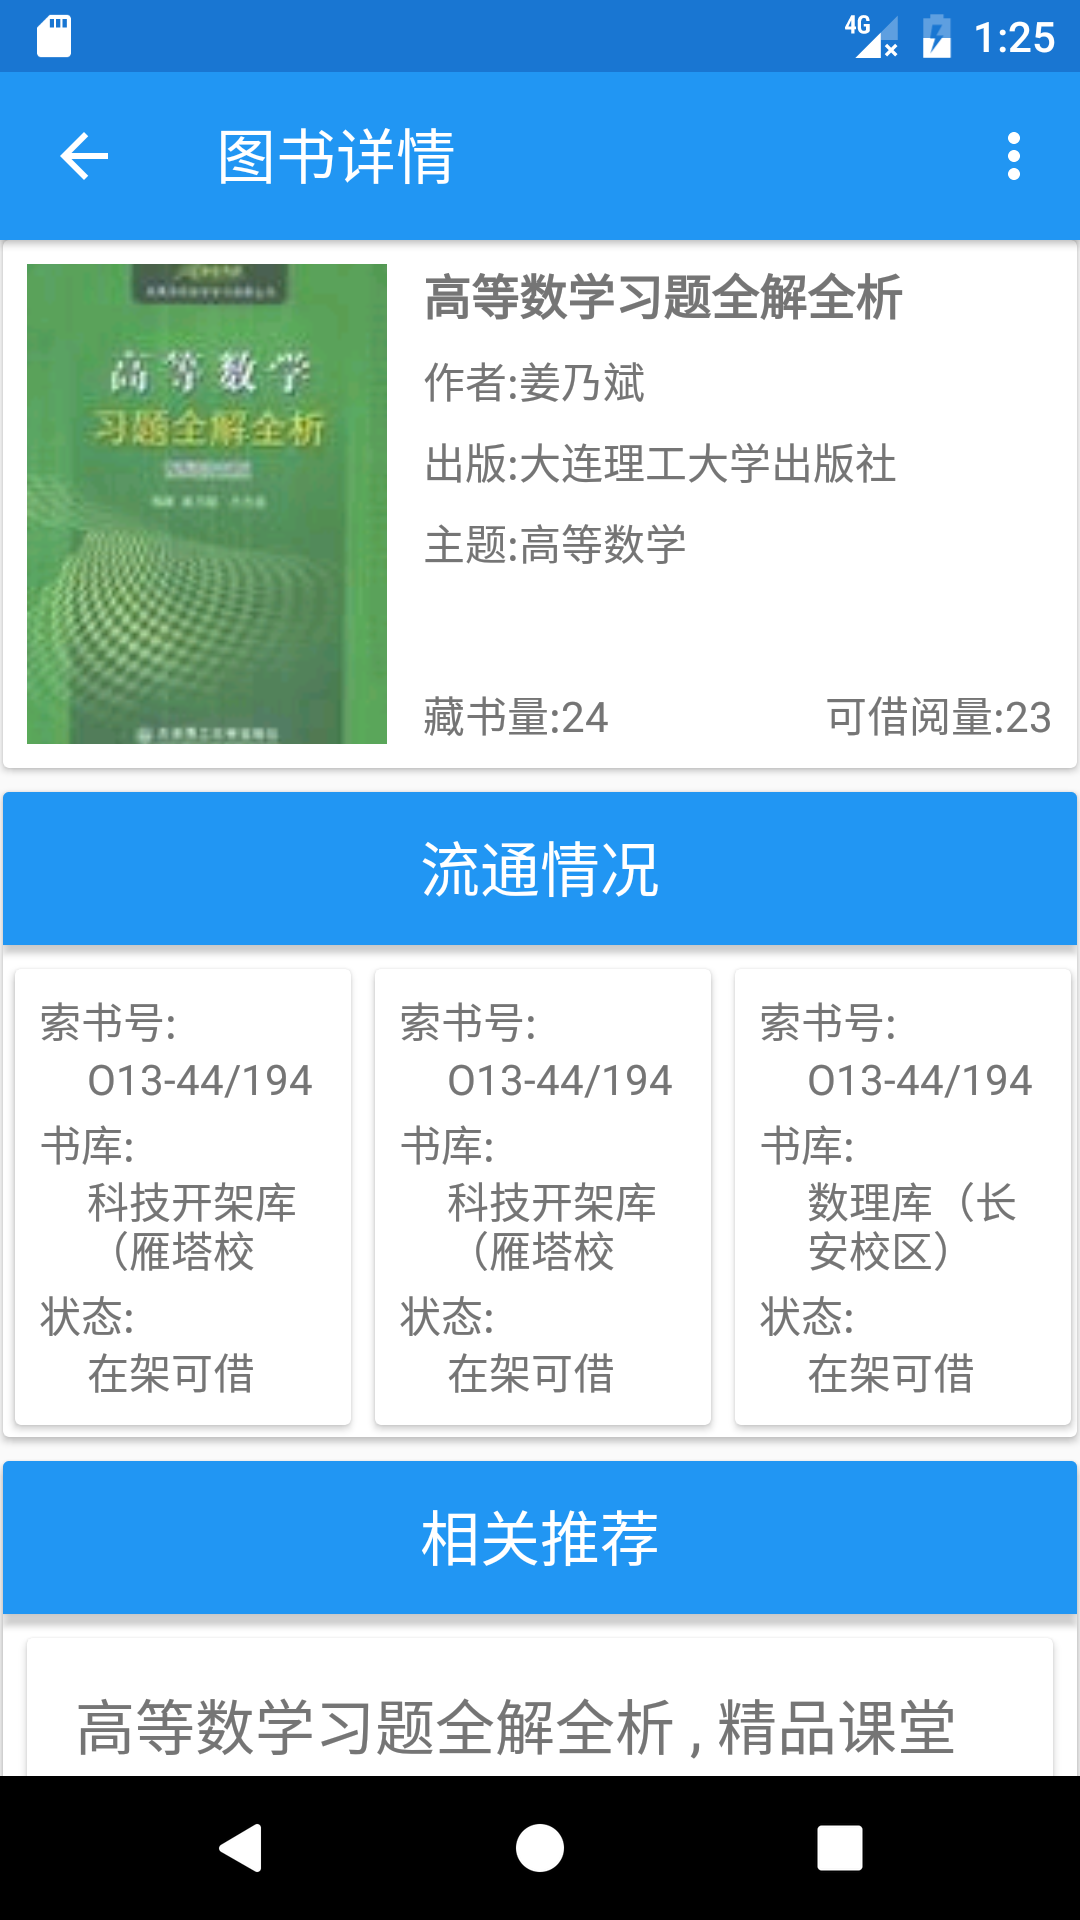 4G 1:25
图书详情
高等数学
习题全解全析
高等数学习题全解全析
作者:姜乃斌
出版:大连理工大学出版社
主题:高等数学
藏书量:24 可借阅量:23
流通情况
索书号:
O13-44/194
书库:
科技开架库
（雁塔校
状态:
在架可借
索书号:
O13-44/194
书库:
科技开架库
（雁塔校
状态:
在架可借
索书号:
O13-44/194
书库:
数理库（长
安校区）
状态:
在架可借
相关推荐
高等数学习题全解全析 , 精品课堂